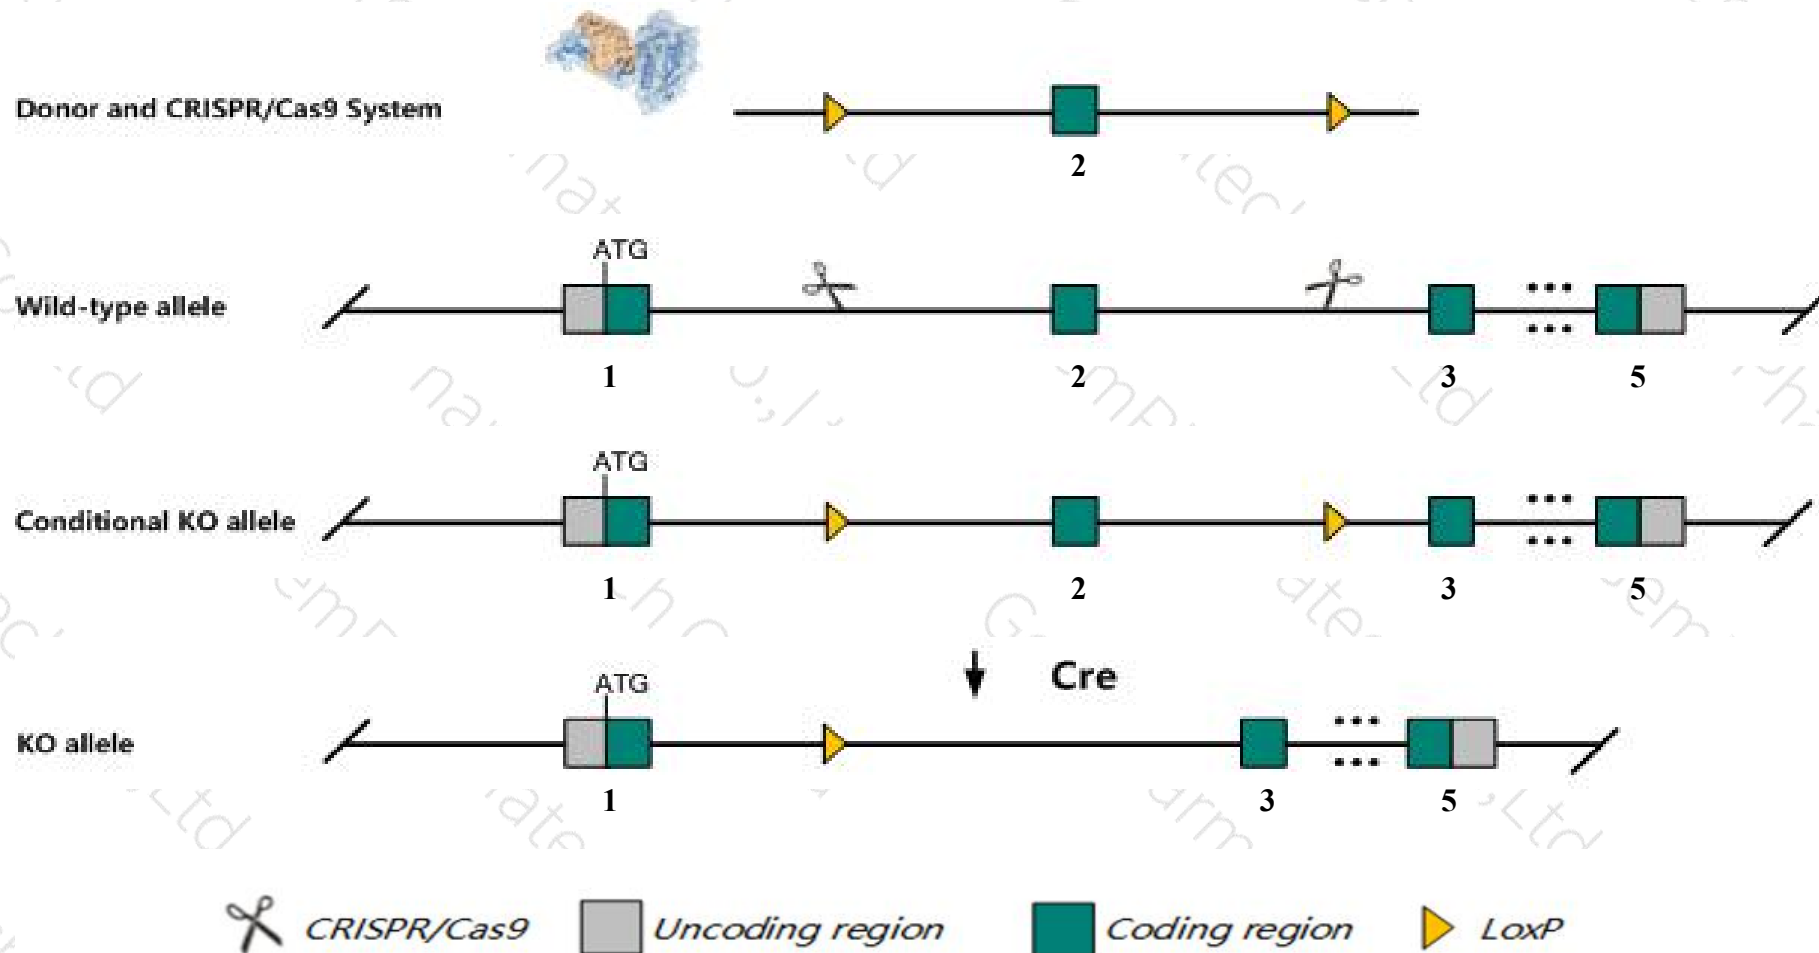 Donor and CRISPR/Cas9 System
2
ATG
Wild-type allele
1 2 3 5
ATG
Conditional KO allele
1 2 3 5
Cre
ATG
KO allele
1 3 5
CRISPR/Cas9 Uncoding region Coding region LoxP